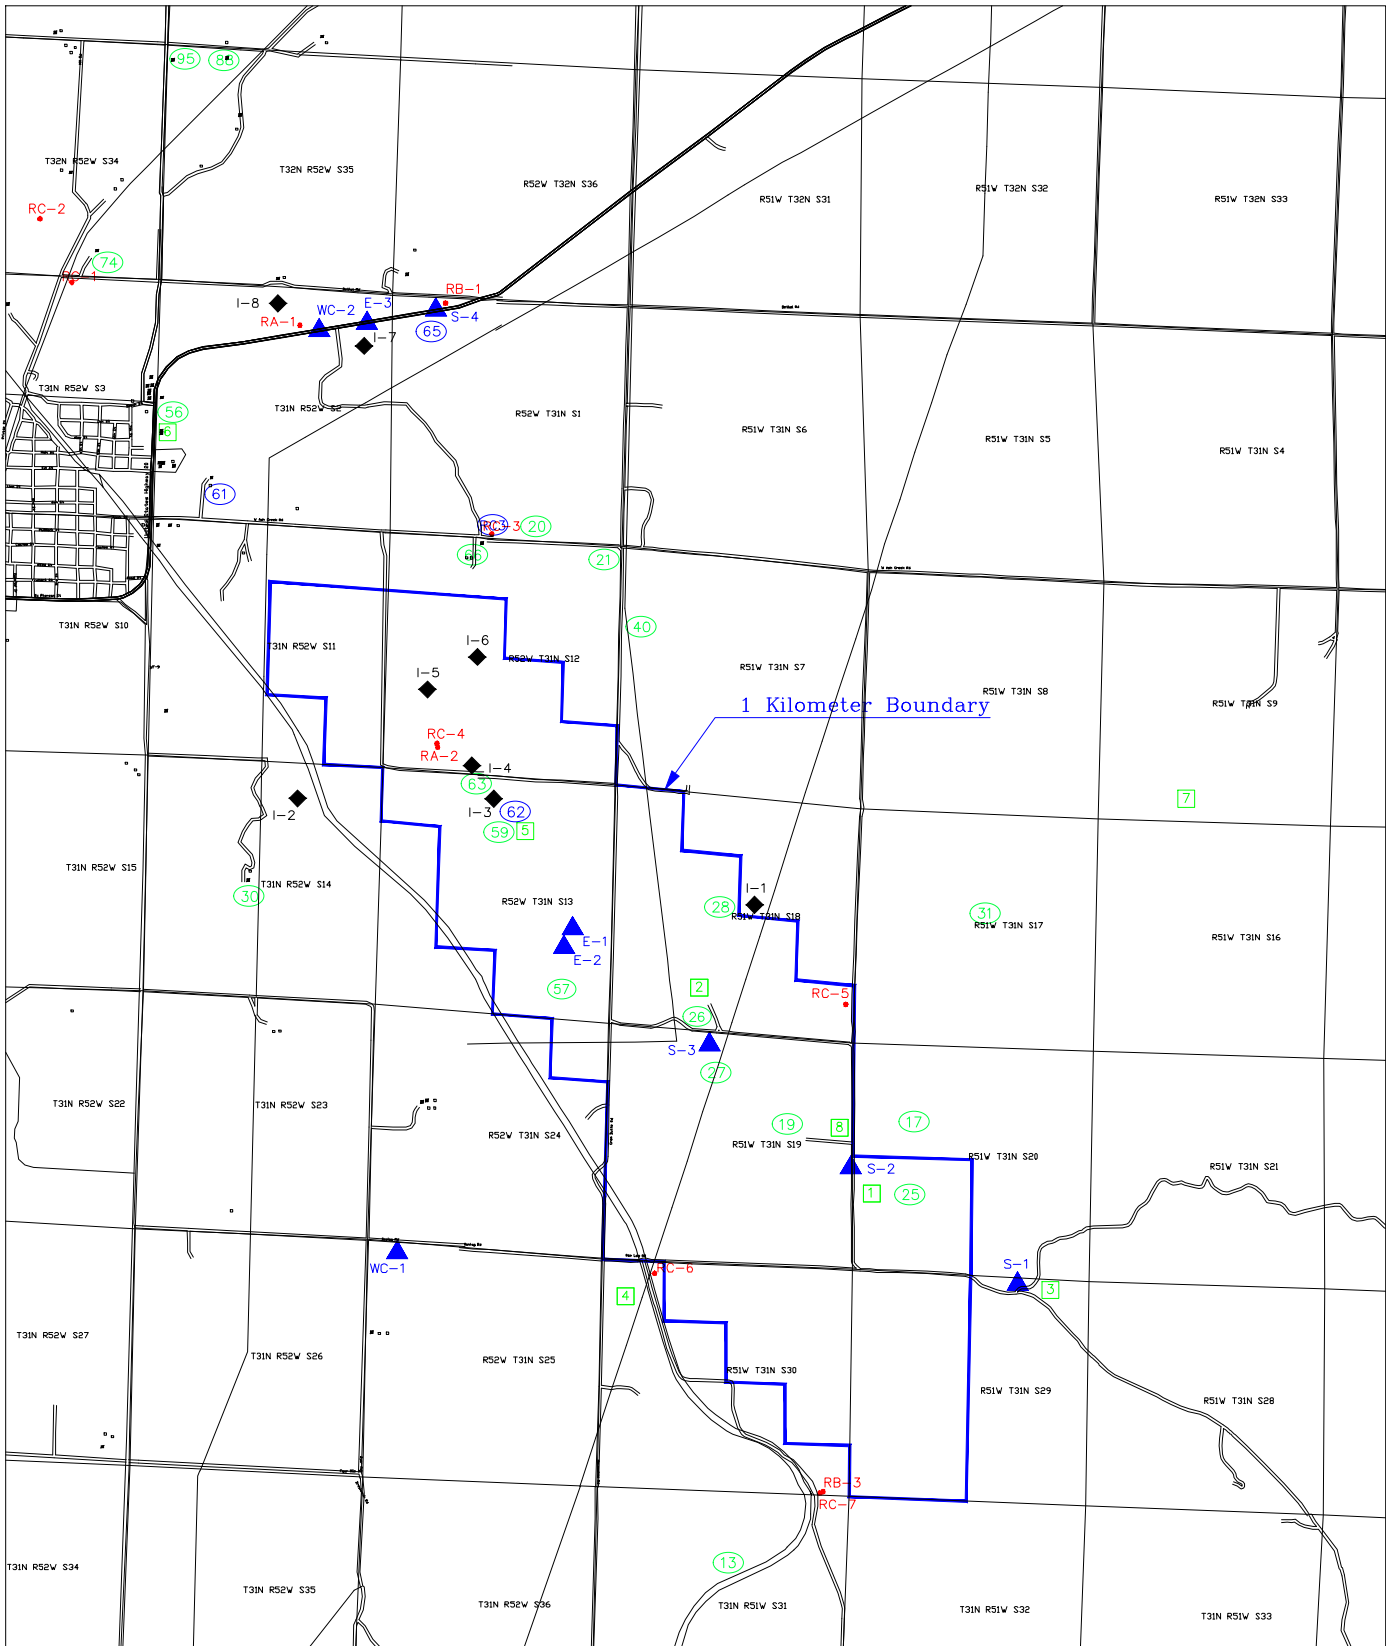 95
88
T32N R52W S34
T32N R52W S35
R52W T32N S36
R51W T32N S31
R51W T32N S32
R51W T32N S33
RC-2
74
RC-1
I-8
RA-1
WC-2
E-3
RB-1
S-4
65
I-7
T31N R52W S3
T31N R52W S2
R52W T31N S1
R51W T31N S6
R51W T31N S5
R51W T31N S4
56
6
61
RC-3
20
66
21
T31N R52W S10
T31N R52W S11
I-6
R52W T31N S12
40
R51W T31N S7
R51W T31N S8
R51W T31N S9
I-5
1 Kilometer Boundary
RC-4
RA-2
I-4
63
I-2
I-3
62
59
5
7
T31N R52W S15
T31N R52W S14
30
R52W T31N S13
I-1
28
R51W T31N S18
31
R51W T31N S17
R51W T31N S16
E-1
E-2
57
2
RC-5
26
S-3
27
T31N R52W S22
T31N R52W S23
R52W T31N S24
19
8
17
R51W T31N S19
R51W T31N S20
R51W T31N S21
S-2
1
25
WC-1
RC-6
S-1
3
4
T31N R52W S27
T31N R52W S26
R52W T31N S25
R51W T31N S30
R51W T31N S29
R51W T31N S28
RB-3
RC-7
13
T31N R52W S34
T31N R52W S35
T31N R52W S36
T31N R51W S31
T31N R51W S32
T31N R51W S33